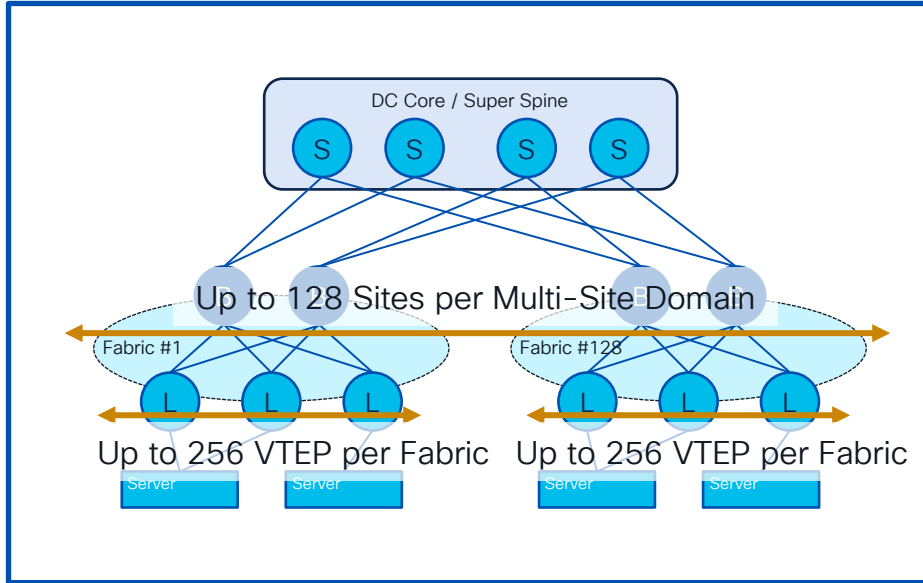 DC Core / Super Spine
S S S S
B B B B
Up to 128 Sites per Multi-Site Domain
Fabric #1 Fabric #128
L L L L L L
Up to 256 VTEP per Fabric Up to 256 VTEP per Fabric
Server Server Server Server